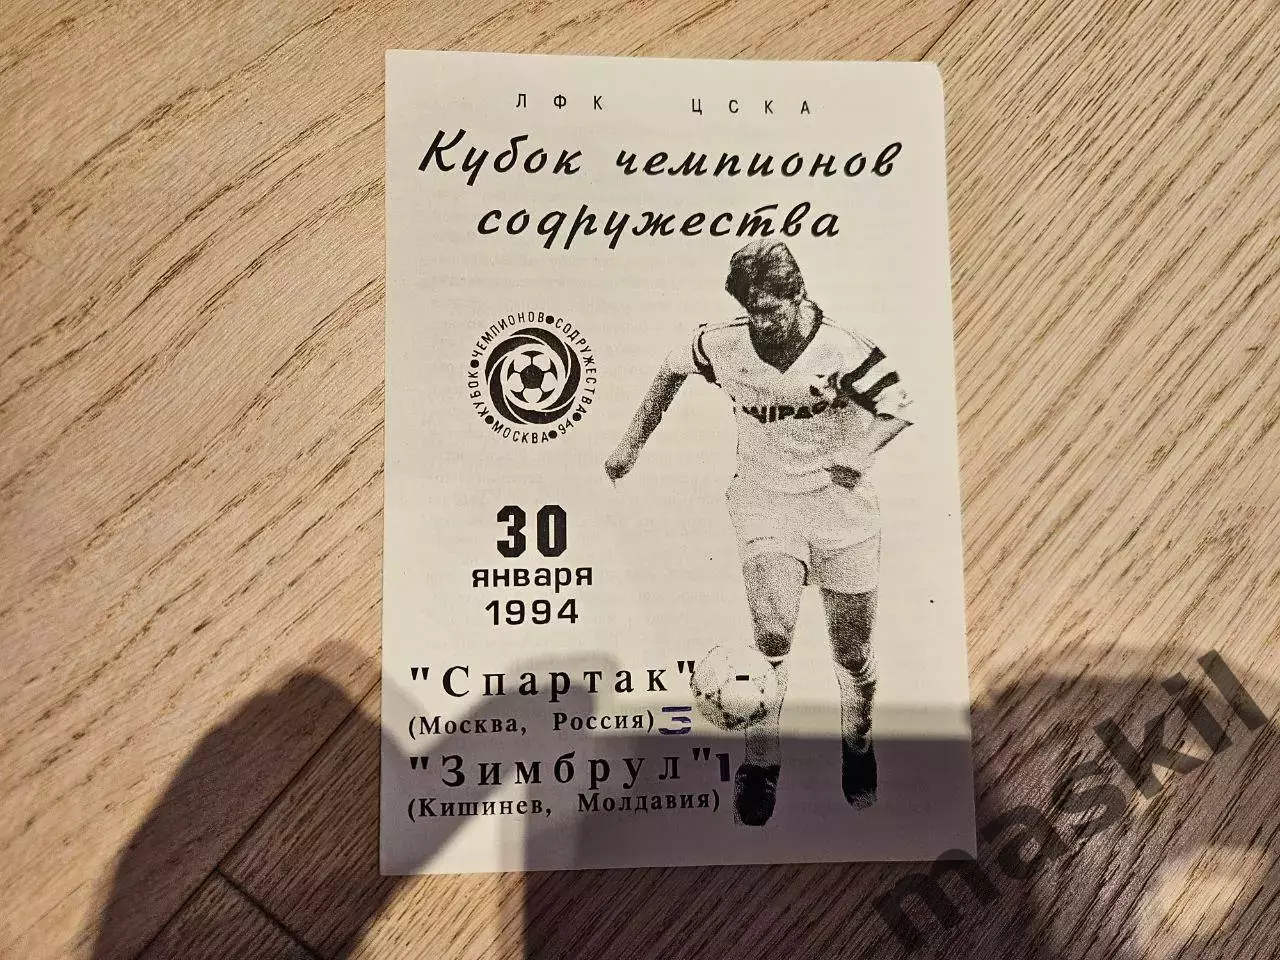 ЛФК ЦСКА
Кубок чемпионов
содружества
КУБОК•ЧЕМПИОНОВ•СОДРУЖЕСТВА•
•МОСКВА•94
30
января
1994
"Спартак" -
(Москва, Россия) 3
"Зимбрул" 1
(Кишинев, Молдавия)
maskil